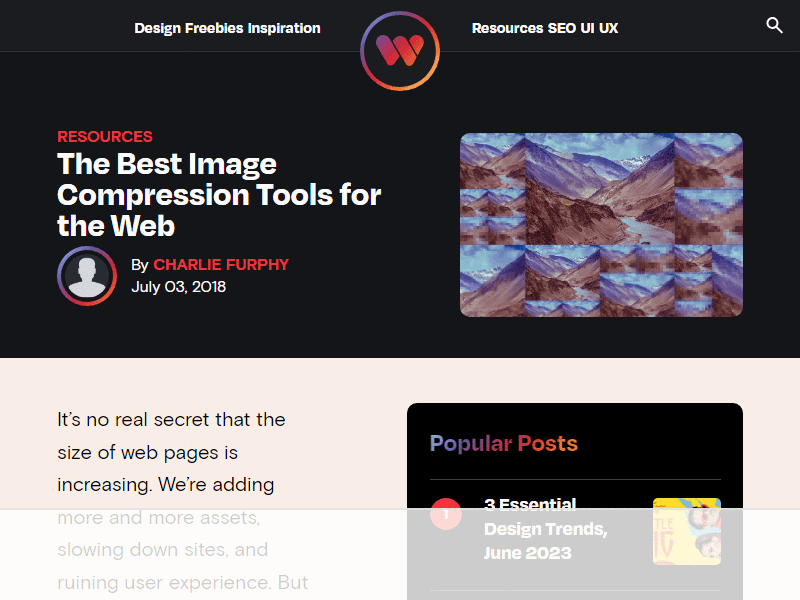 Design Freebies Inspiration
Resources SEO UI UX
RESOURCES
The Best Image
Compression Tools for
the Web
By CHARLIE FURPHY
July 03, 2018
It's no real secret that the
size of web pages is
increasing. We're adding
more and more assets,
slowing down sites, and
ruining user experience. But
Popular Posts
1
3 Essential
Design Trends,
June 2023